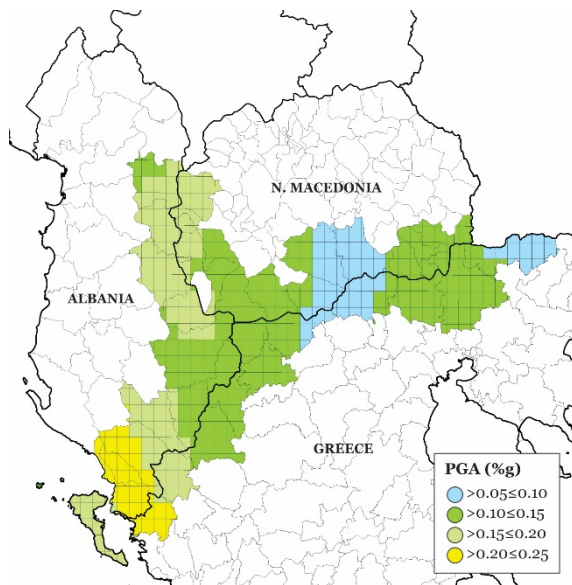 N. MACEDONIA
ALBANIA
GREECE
PGA (%g)
>0.05≤0.10
>0.10≤0.15
>0.15≤0.20
>0.20≤0.25